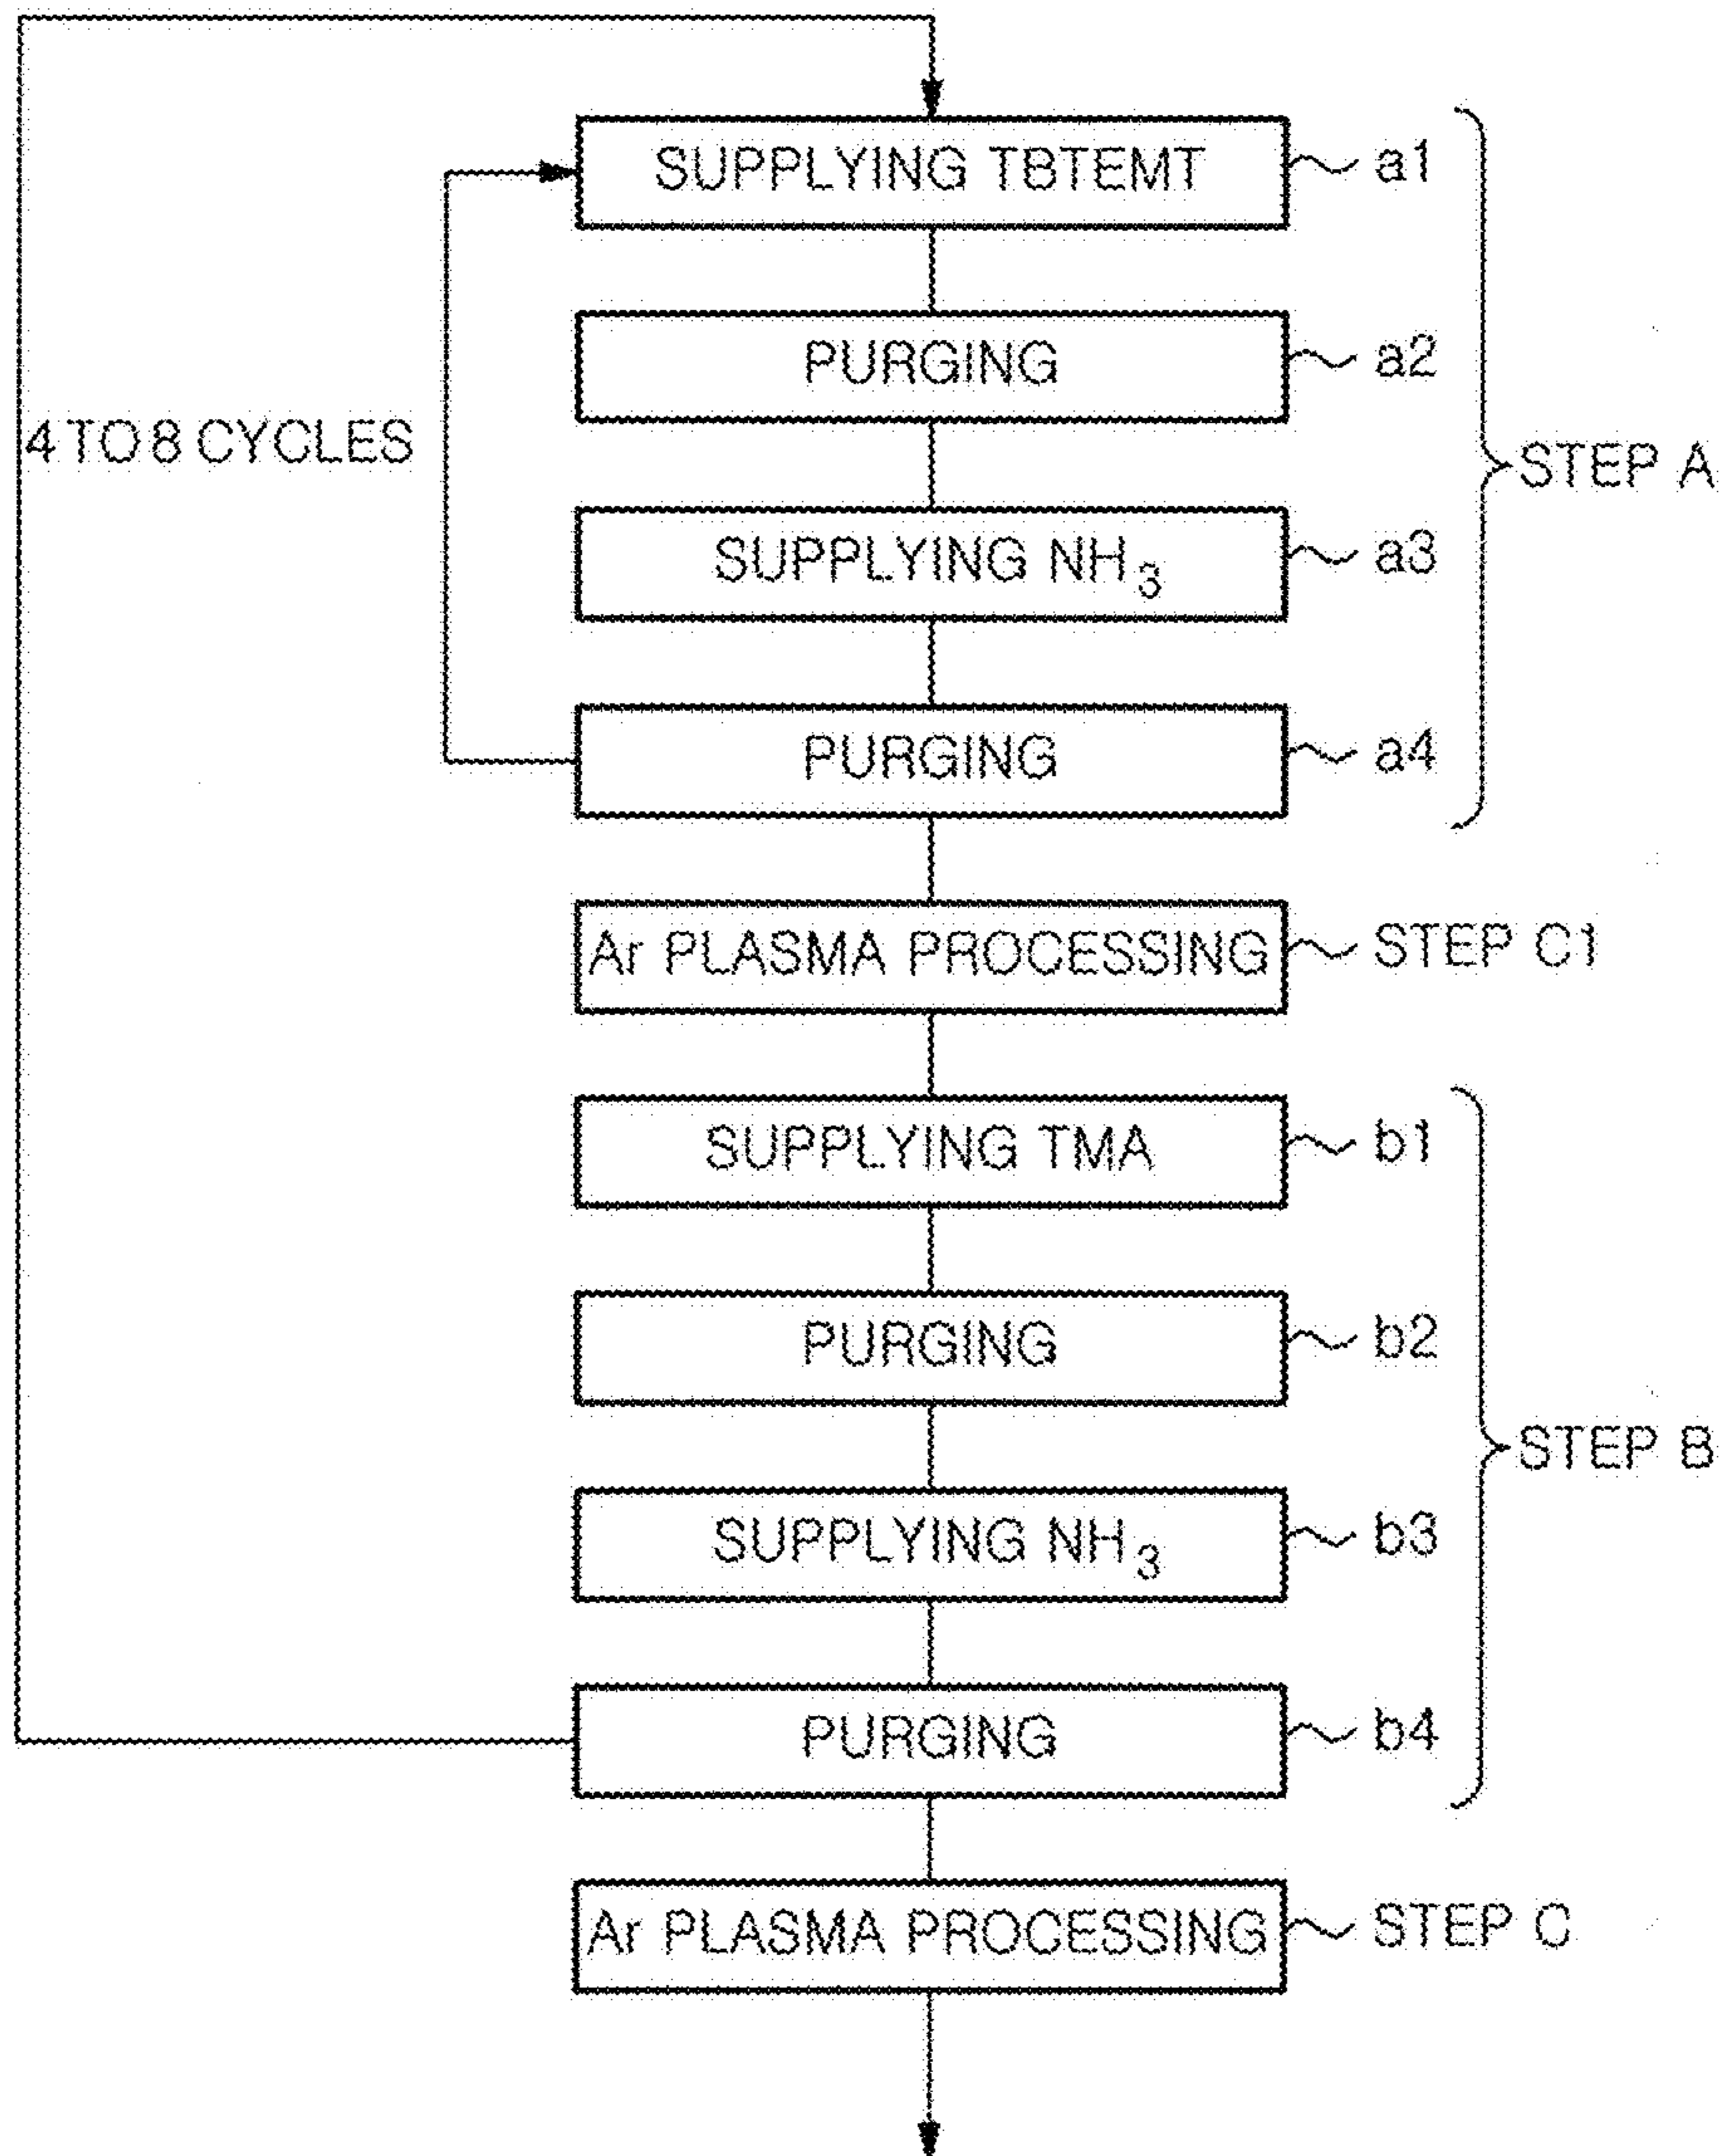 SUPPLYING TBTEMT a1
PURGING a2
4 TO 8 CYCLES
STEP A
SUPPLYING NH3 a3
PURGING a4
Ar PLASMA PROCESSING STEP C1
SUPPLYING TMA b1
PURGING b2
STEP B
SUPPLYING NH3 b3
PURGING b4
Ar PLASMA PROCESSING STEP C